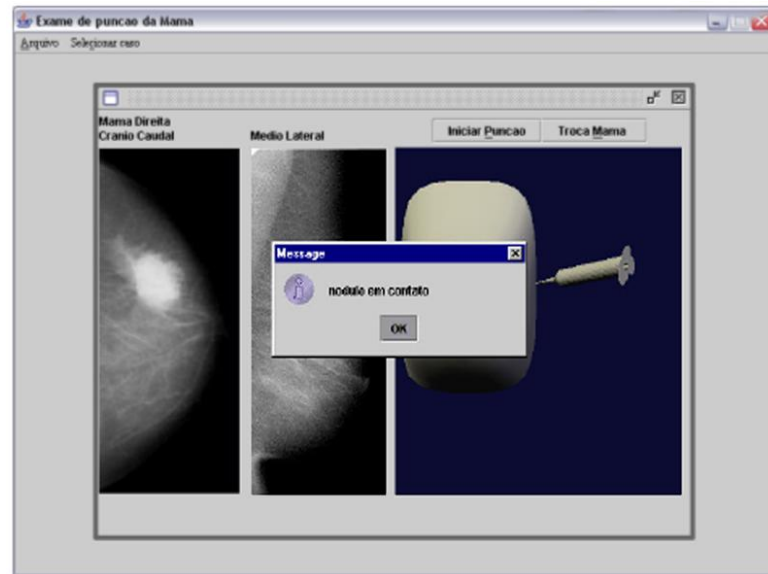 Exame de puncao da Mama
Arquivo Selecionar caso
Mama Direita
Cranio Caudal
Medio Lateral
Iniciar Puncao
Troca Mama
Message
nodulo em contato
OK